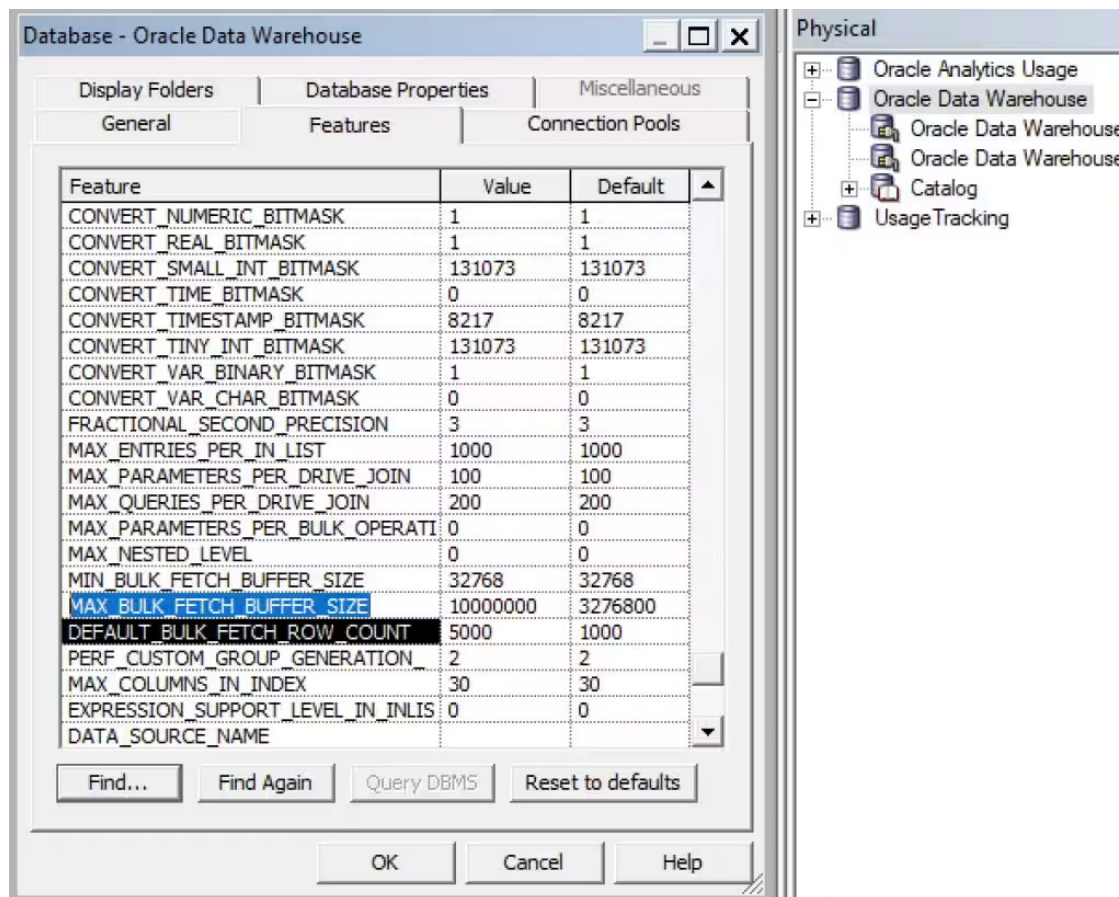 Database - Oracle Data Warehouse
Display Folders Database Properties Miscellaneous
General Features Connection Pools
Feature Value Default
CONVERT_NUMERIC_BITMASK 1 1
CONVERT_REAL_BITMASK 1 1
CONVERT_SMALL_INT_BITMASK 131073 131073
CONVERT_TIME_BITMASK 0 0
CONVERT_TIMESTAMP_BITMASK 8217 8217
CONVERT_TINY_INT_BITMASK 131073 131073
CONVERT_VAR_BINARY_BITMASK 1 1
CONVERT_VAR_CHAR_BITMASK 0 0
FRACTIONAL_SECOND_PRECISION 3 3
MAX_ENTRIES_PER_IN_LIST 1000 1000
MAX_PARAMETERS_PER_DRIVE_JOIN 100 100
MAX_QUERIES_PER_DRIVE_JOIN 200 200
MAX_PARAMETERS_PER_BULK_OPERATI 0 0
MAX_NESTED_LEVEL 0 0
MIN_BULK_FETCH_BUFFER_SIZE 32768 32768
MAX_BULK_FETCH_BUFFER_SIZE 10000000 3276800
DEFAULT_BULK_FETCH_ROW_COUNT 5000 1000
PERF_CUSTOM_GROUP_GENERATION_ 2 2
MAX_COLUMNS_IN_INDEX 30 30
EXPRESSION_SUPPORT_LEVEL_IN_INLIS 0 0
DATA_SOURCE_NAME
Find... Find Again Query DBMS Reset to defaults
OK Cancel Help
Physical
Oracle Analytics Usage
Oracle Data Warehouse
Oracle Data Warehouse
Oracle Data Warehouse
Catalog
UsageTracking